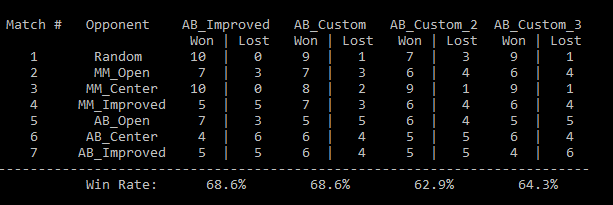 Match # Opponent AB_Improved AB_Custom AB_Custom_2 AB_Custom_3
Won | Lost Won | Lost Won | Lost Won | Lost
1 Random 10 | 0 9 | 1 7 | 3 9 | 1
2 MM_Open 7 | 3 7 | 3 6 | 4 6 | 4
3 MM_Center 10 | 0 8 | 2 9 | 1 9 | 1
4 MM_Improved 5 | 5 7 | 3 6 | 4 6 | 4
5 AB_Open 7 | 3 5 | 5 6 | 4 5 | 5
6 AB_Center 4 | 6 6 | 4 5 | 5 6 | 4
7 AB_Improved 5 | 5 6 | 4 5 | 5 4 | 6
--------------------------------------------------------------------------
Win Rate: 68.6% 68.6% 62.9% 64.3%